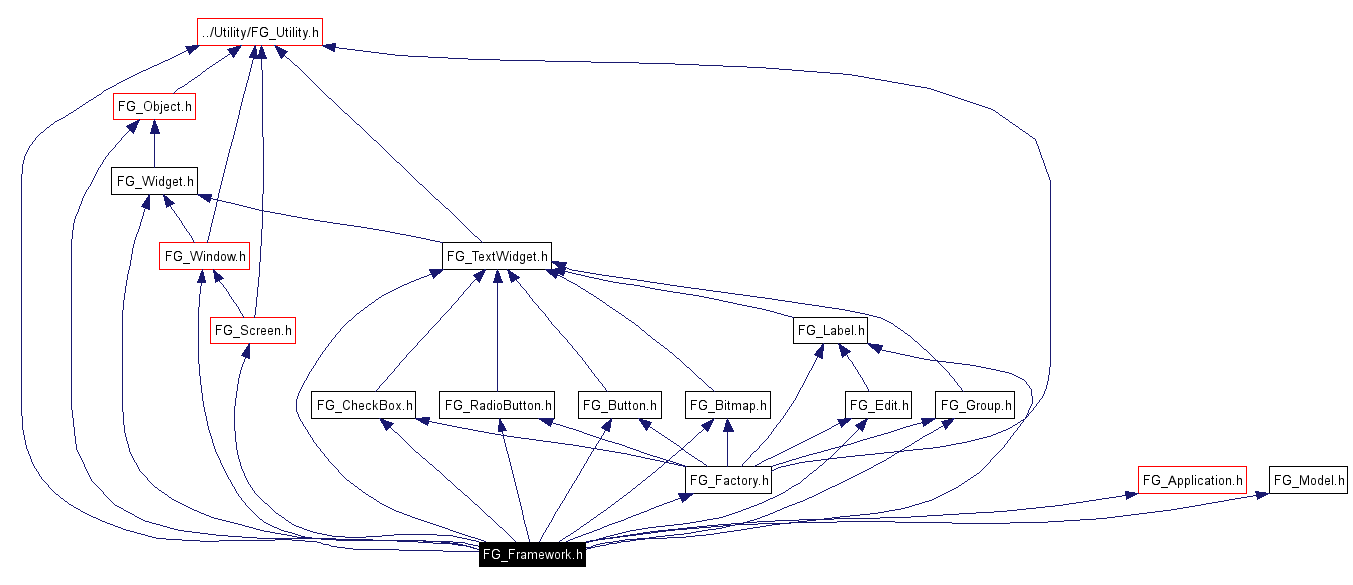 ../Utility/FG_Utility.h
FG_Object.h
FG_Widget.h
FG_Window.h
FG_TextWidget.h
FG_Screen.h
FG_Label.h
FG_CheckBox.h
FG_RadioButton.h
FG_Button.h
FG_Bitmap.h
FG_Edit.h
FG_Group.h
FG_Factory.h
FG_Application.h
FG_Model.h
FG_Framework.h